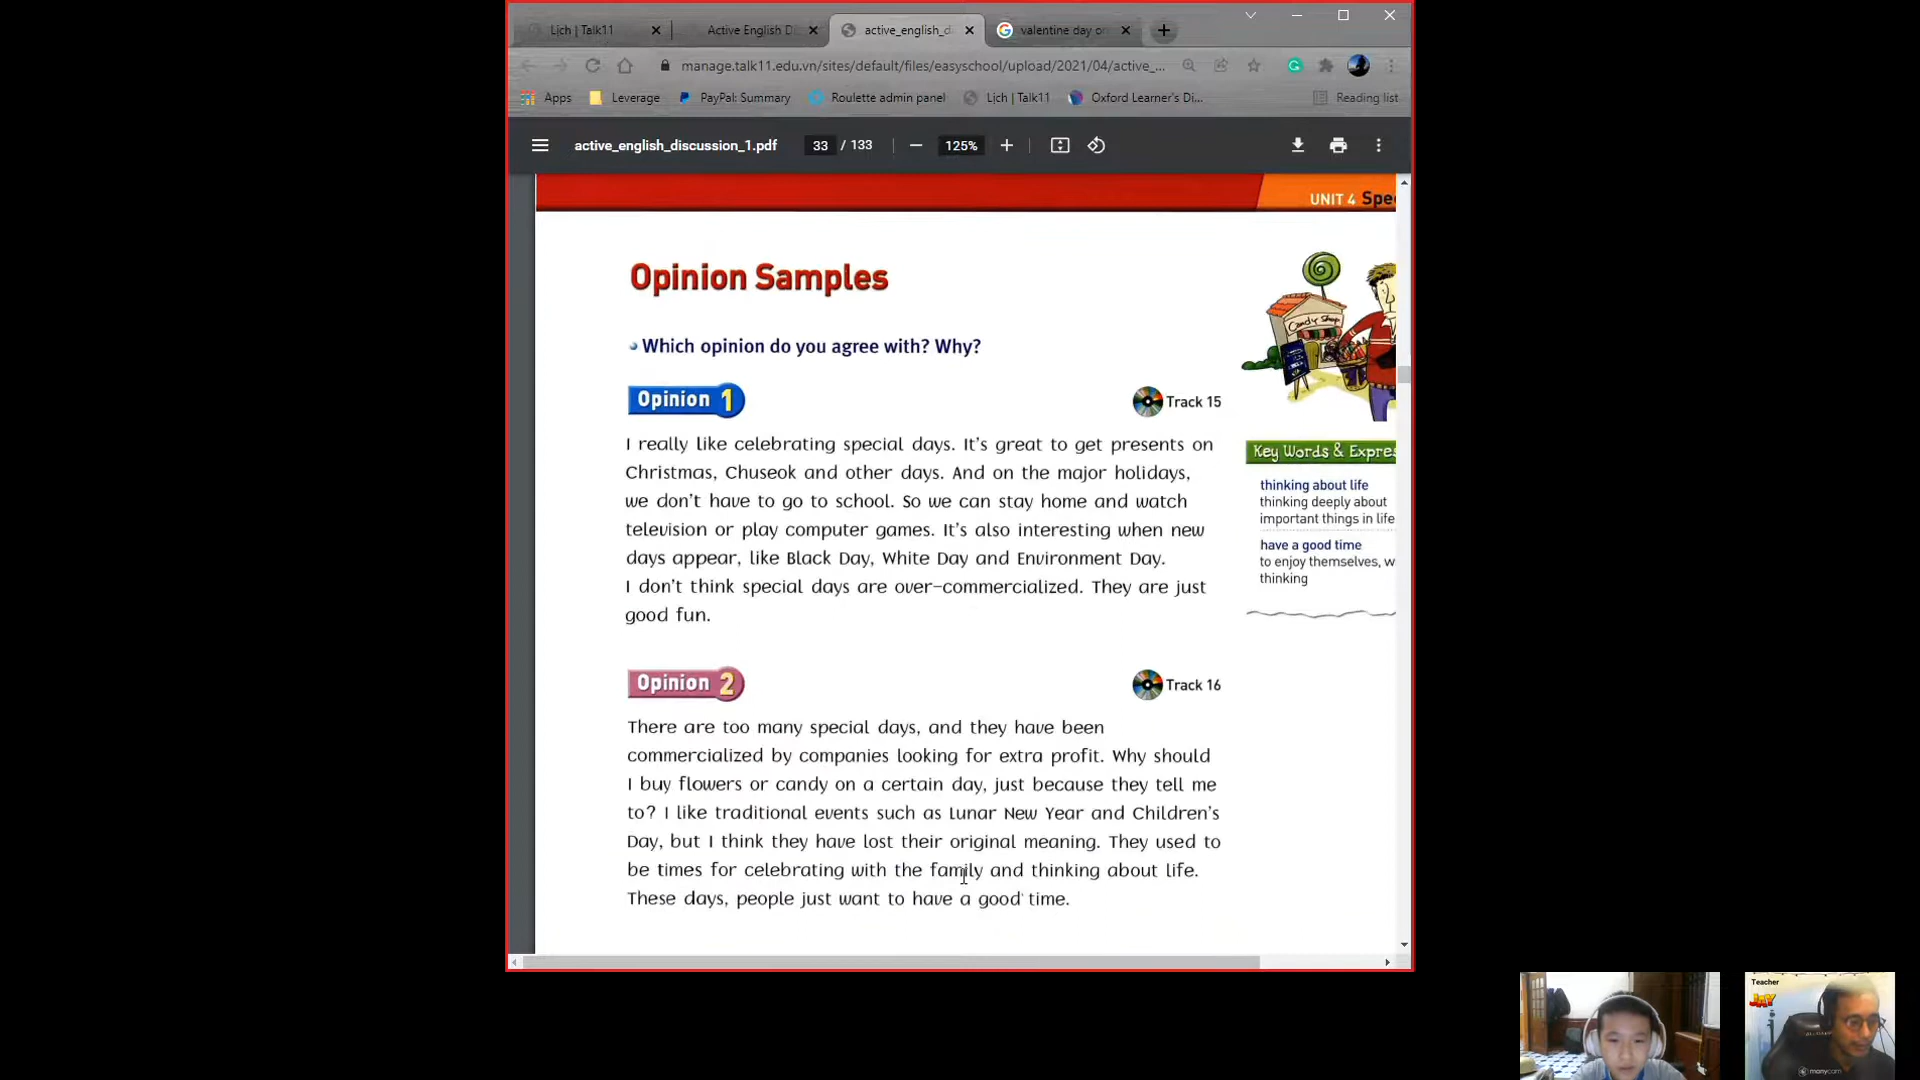 Lịch | Talk11
Active English Di
active_english_d
valentine day o
manage.talk11.edu.vn/sites/default/files/easyschool/upload/2021/04/active_...
Apps
Leverage
PayPal: Summary
Roulette admin panel
Lịch | Talk11
Oxford Learner's Di...
Reading list
active_english_discussion_1.pdf
33 / 133
125%
UNIT 4 Spe
Opinion Samples
Which opinion do you agree with? Why?
Candy Shop
Opinion 1
Track 15
I really like celebrating special days. It's great to get presents on
Christmas, Chuseok and other days. And on the major holidays,
we don't have to go to school. So we can stay home and watch
television or play computer games. It's also interesting when new
days appear, like Black Day, White Day and Environment Day.
I don't think special days are over-commercialized. They are just
good fun.
Key Words & Expres
thinking about life
thinking deeply about
important things in life
have a good time
to enjoy themselves, w
thinking
Opinion 2
Track 16
There are too many special days, and they have been
commercialized by companies looking for extra profit. Why should
I buy flowers or candy on a certain day, just because they tell me
to? I like traditional events such as Lunar New Year and Children's
Day, but I think they have lost their original meaning. They used to
be times for celebrating with the family and thinking about life.
These days, people just want to have a good time.
Teacher
JAY
manycam